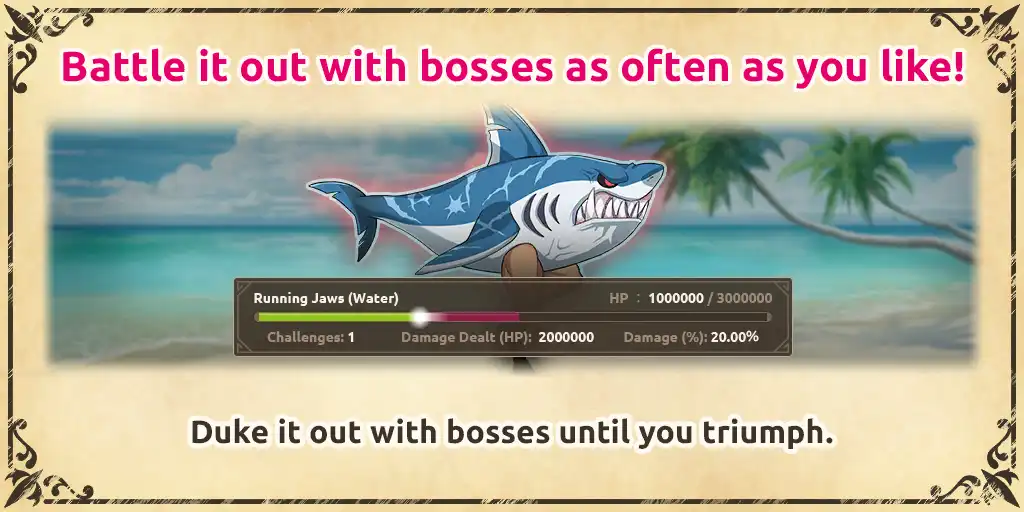 Battle it out with bosses as often as you like!
Running Jaws (Water) HP : 1000000 / 3000000
Challenges: 1 Damage Dealt (HP): 2000000 Damage (%): 20.00%
Duke it out with bosses until you triumph.